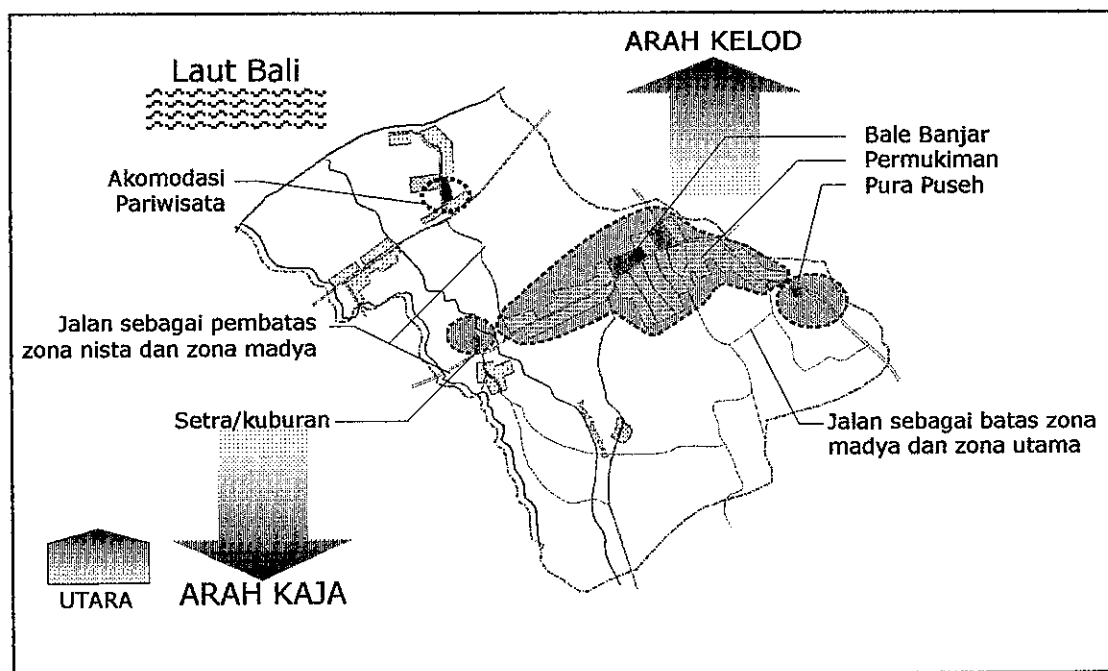 ARAH KELOD
Laut Bali
Bale Banjar
Permukiman
Pura Puseh
Akomodasi
Pariwisata
Jalan sebagai pembatas
zona nista dan zona madya
Setra/kuburan
Jalan sebagai batas zona
madya dan zona utama
UTARA
ARAH KAJA